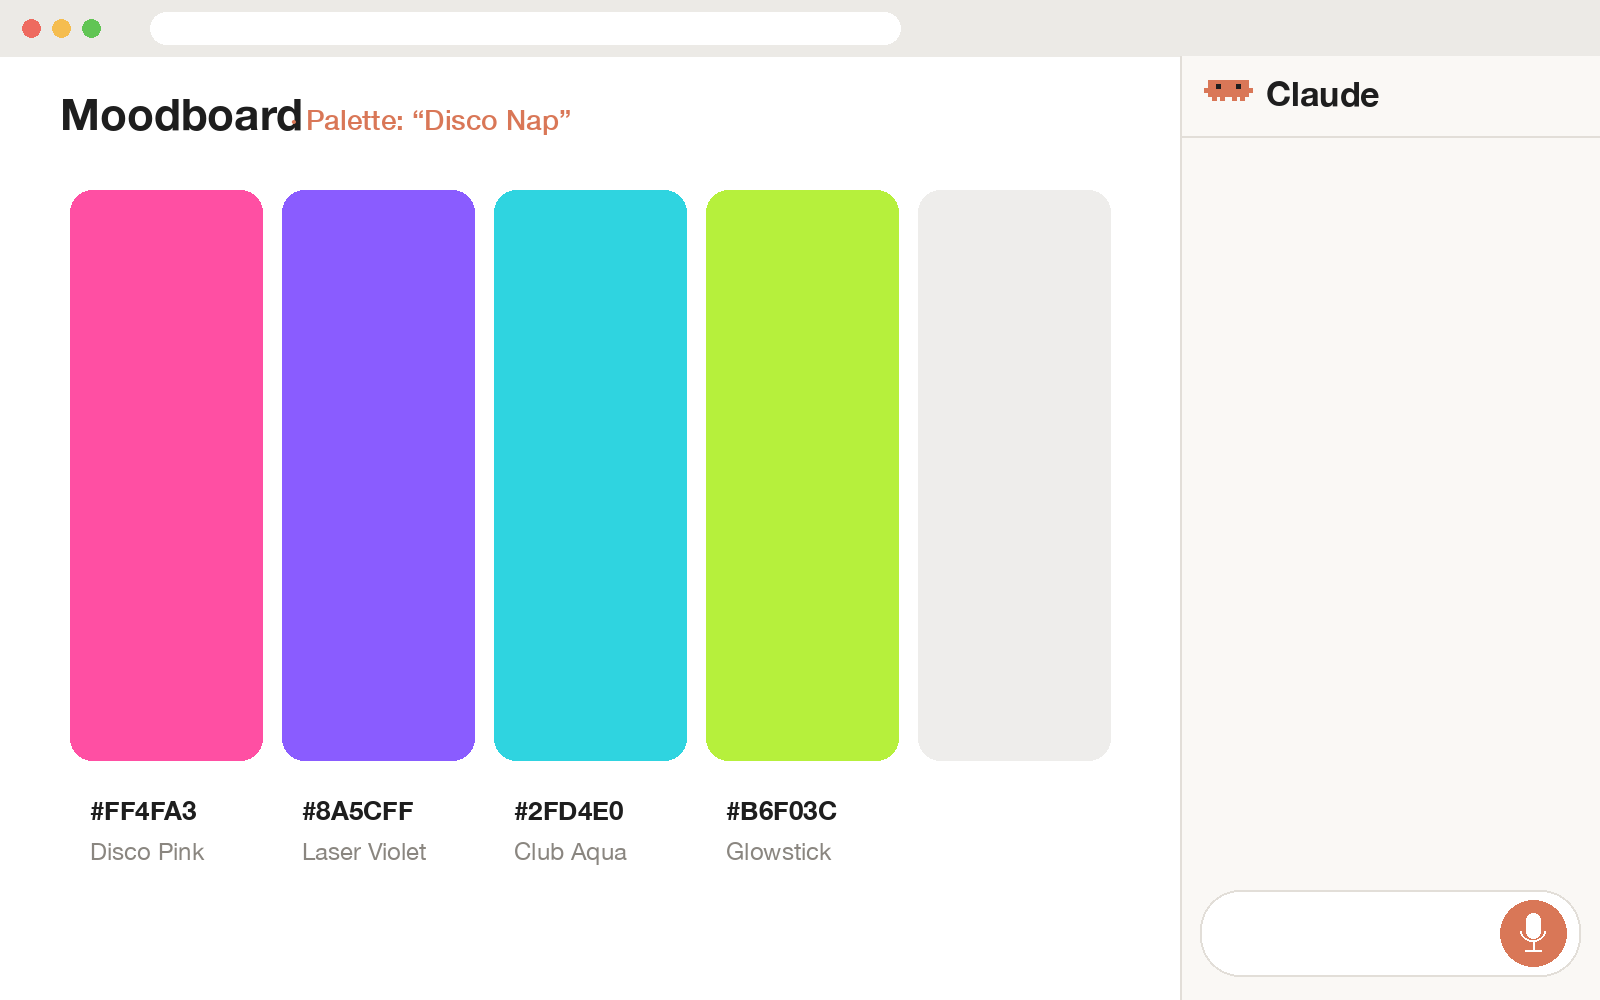 Moodboard Palette: “Disco Nap”
Claude
#FF4FA3
Disco Pink
#8A5CFF
Laser Violet
#2FD4E0
Club Aqua
#B6F03C
Glowstick